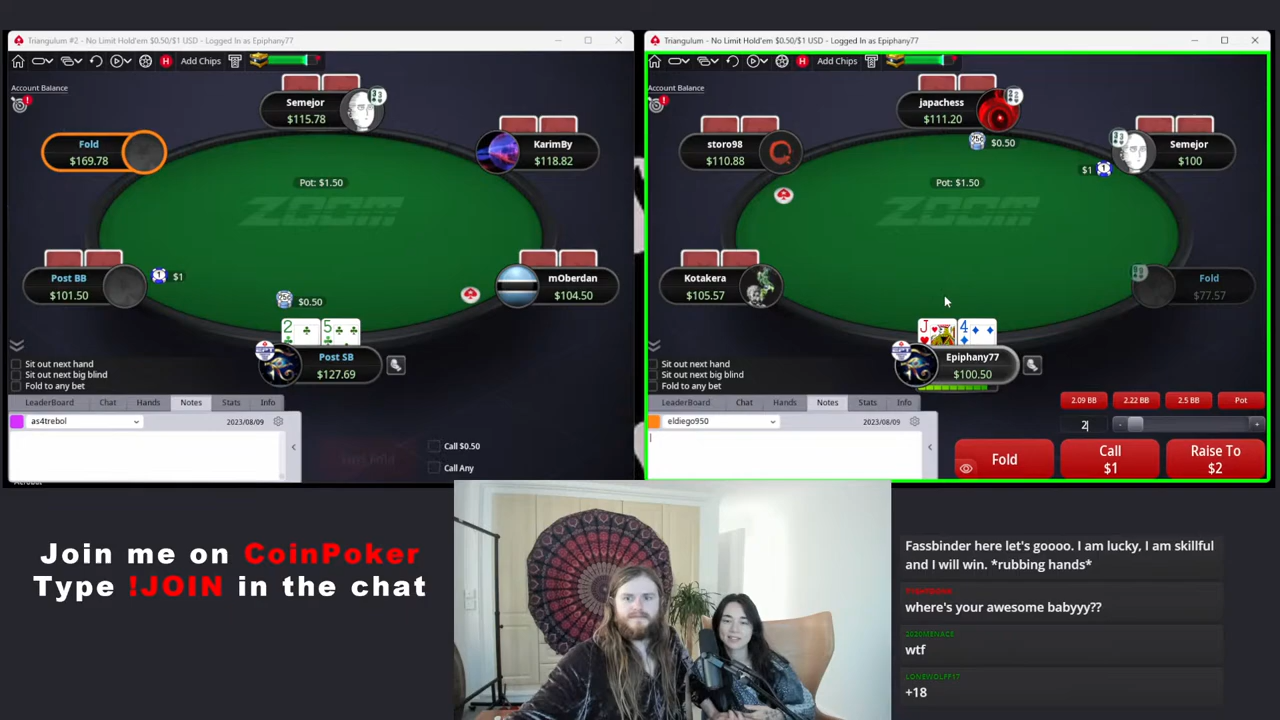 Triangulum #2 - No Limit Hold'em $0.50/$1 USD - Logged In as Epiphany77
Add Chips
Account Balance
Semejor
$115.78
Fold
$169.78
KarimBy
$118.82
Pot: $1.50
ZOOM
Post BB
$101.50
$1
mOberdan
$104.50
$0.50
2 5
Post SB
$127.69
Sit out next hand
Sit out next big blind
Fold to any bet
LeaderBoard Chat Hands Notes Stats Info
as4trebol 2023/08/09
Call $0.50
Call Any
Triangulum - No Limit Hold'em $0.50/$1 USD - Logged In as Epiphany77
Add Chips
Account Balance
japachess
$111.20
$0.50
storo98
$110.88
Semejor
$100
$1
Pot: $1.50
ZOOM
Kotakera
$105.57
Fold
$77.57
J 4
Epiphany77
$100.50
Sit out next hand
Sit out next big blind
Fold to any bet
LeaderBoard Chat Hands Notes Stats Info
eldiego950 2023/08/09
2.09 BB 2.22 BB 2.5 BB Pot
2
Fold
Call
$1
Raise To
$2
Join me on CoinPoker
Type !JOIN in the chat
Fassbinder here let's goooo. I am lucky, I am skillful
and I will win. *rubbing hands*
where's your awesome babyyy??
2020MENACE
wtf
LONEWOLFF17
+18